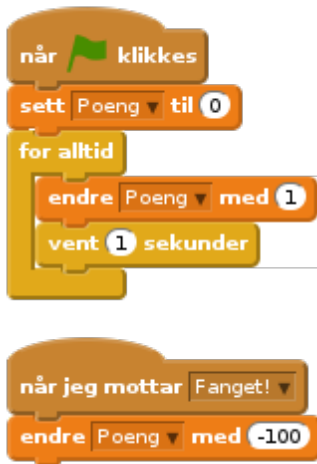 når klikkes
sett Poeng til 0
for alltid
endre Poeng med 1
vent 1 sekunder
når jeg mottar Fanget!
endre Poeng med -100